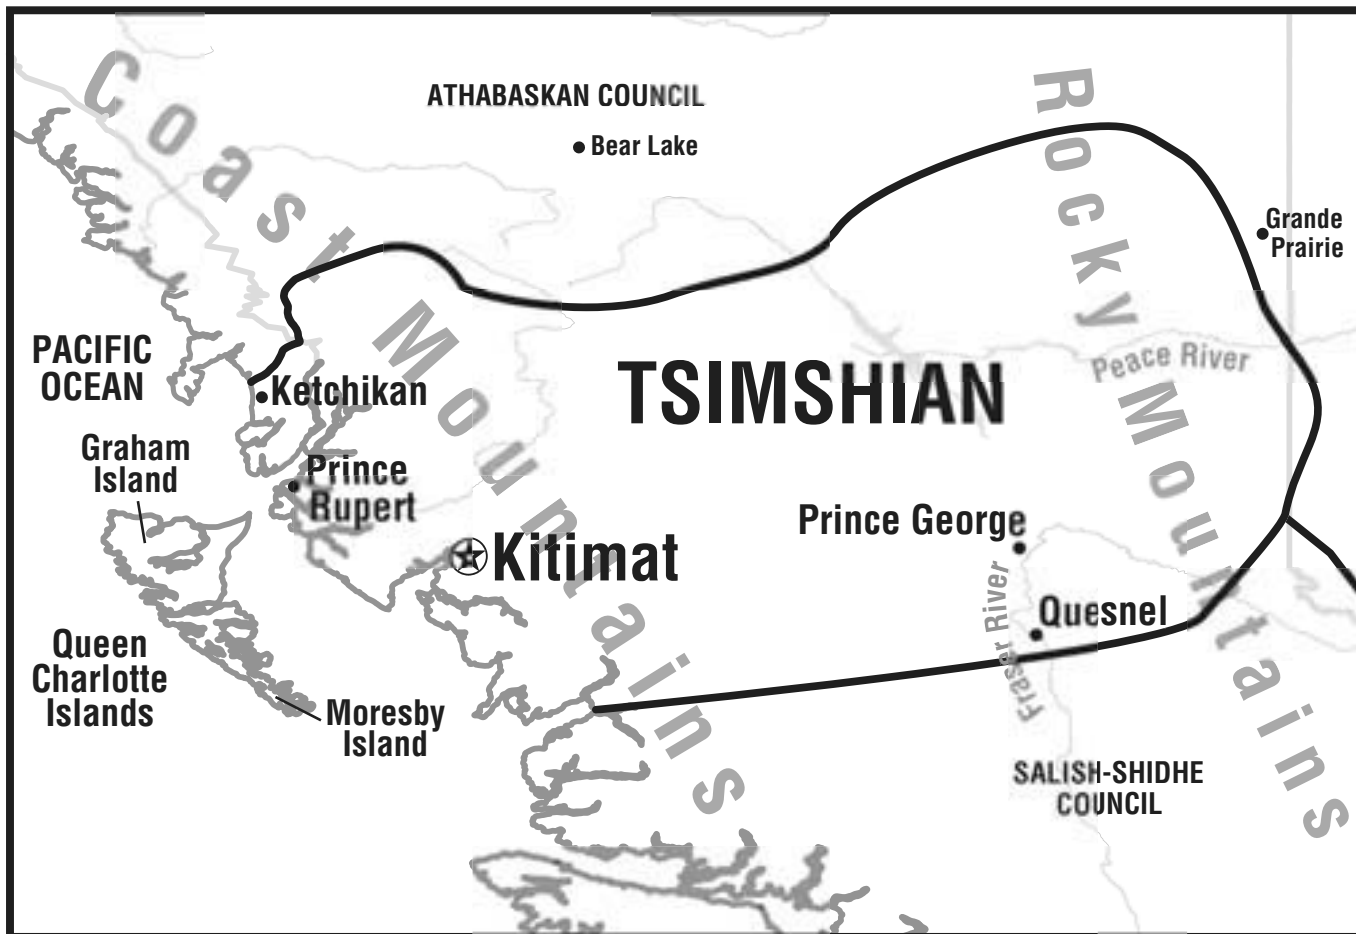 Coast Mountains
ATHABASKAN COUNCIL
Bear Lake
Rocky Mountains
Grande
Prairie
PACIFIC
OCEAN
Ketchikan
TSIMSHIAN
Peace River
Graham
Island
Prince
Rupert
Kitimat
Prince George
Fraser River
Quesnel
Queen
Charlotte
Islands
Moresby
Island
SALISH-SHIDHE
COUNCIL